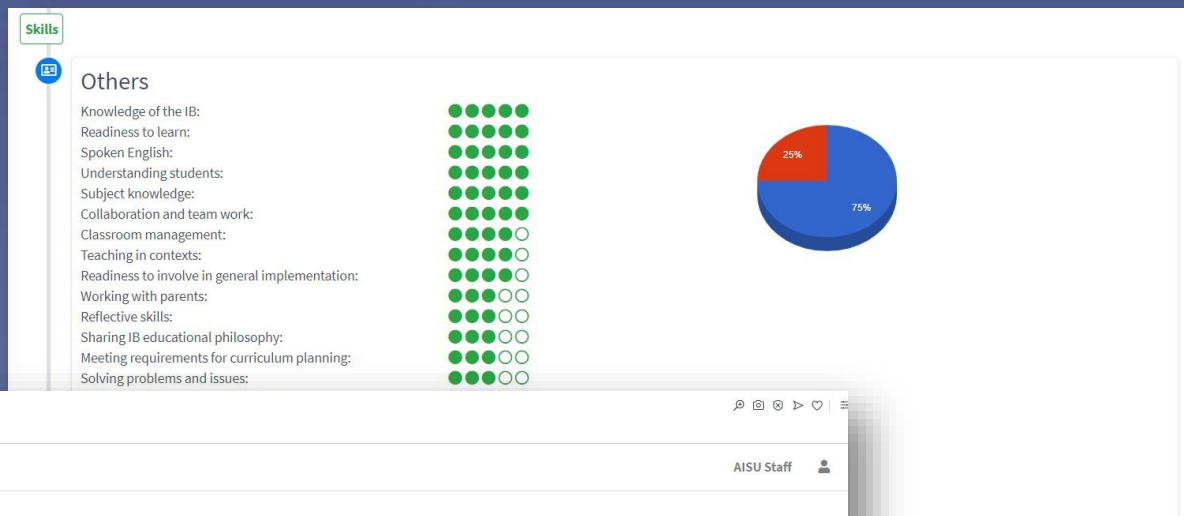 Skills
Others
Knowledge of the IB:
Readiness to learn:
Spoken English:
Understanding students:
Subject knowledge:
Collaboration and team work:
Classroom management:
Teaching in contexts:
Readiness to involve in general implementation:
Working with parents:
Reflective skills:
Sharing IB educational philosophy:
Meeting requirements for curriculum planning:
Solving problems and issues:
25%
75%
AISU Staff